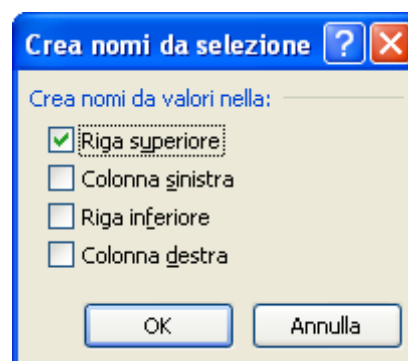 Crea nomi da selezione ?
Crea nomi da valori nella:
Riga superiore
Colonna sinistra
Riga inferiore
Colonna destra
OK Annulla